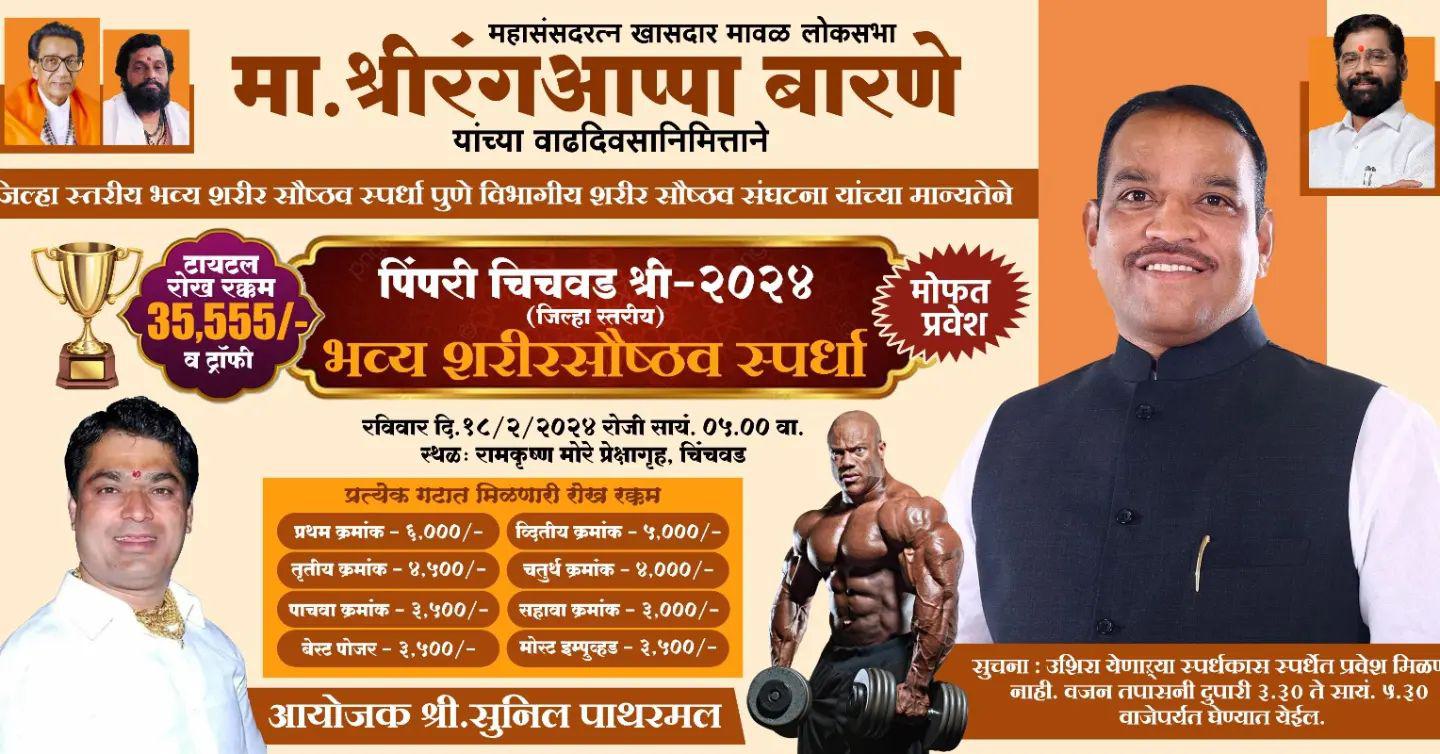 महासंसदरत्न खासदार मावळ लोकसभा
मा.श्रीरंगआप्पा बारणे
यांच्या वाढदिवसानिमित्ताने
जिल्हा स्तरीय भव्य शरीर सौष्ठव स्पर्धा पुणे विभागीय शरीर सौष्ठव संघटना यांच्या मान्यतेने
टायटल
रोख रक्कम
35,555/-
व ट्रॉफी
पिंपरी चिचवड श्री-२०२४
(जिल्हा स्तरीय)
भव्य शरीरसौष्ठव स्पर्धा
मोफत
प्रवेश
रविवार दि.१८/२/२०२४ रोजी सायं. ०५.०० वा.
स्थळः रामकृष्ण मोरे प्रेक्षागृह, चिंचवड
प्रत्येक गटात मिळणारी रोख रक्कम
प्रथम क्रमांक - ६,०००/- व्दितीय क्रमांक - ५,०००/-
तृतीय क्रमांक - ४,५००/- चतुर्थ क्रमांक - ४,०००/-
पाचवा क्रमांक - ३,५००/- सहावा क्रमांक - ३,०००/-
बेस्ट पोजर - ३,५००/- मोस्ट इम्पुव्हड - ३,५००/-
आयोजक श्री.सुनिल पाथरमल
सुचना : उशिरा येणाऱ्या स्पर्धकास स्पर्धेत प्रवेश
नाही. वजन तपासनी दुपारी ३.३० ते सायं. ५.३०
वाजेपर्यत घेण्यात येईल.